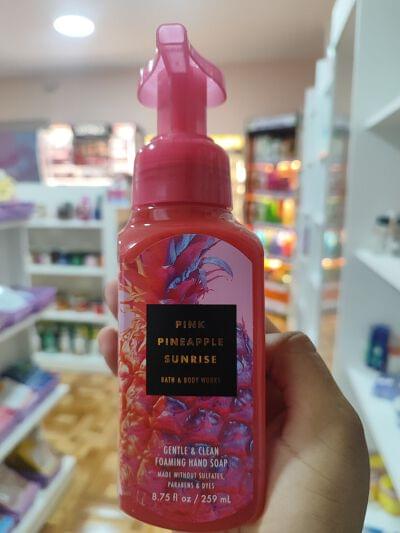 PINK
PINEAPPLE
SUNRISE
BATH & BODY WORKS
GENTLE & CLEAN
FOAMING HAND SOAP
MADE WITHOUT SULFATES,
PARABENS & DYES
8.75 fl oz / 259 mL